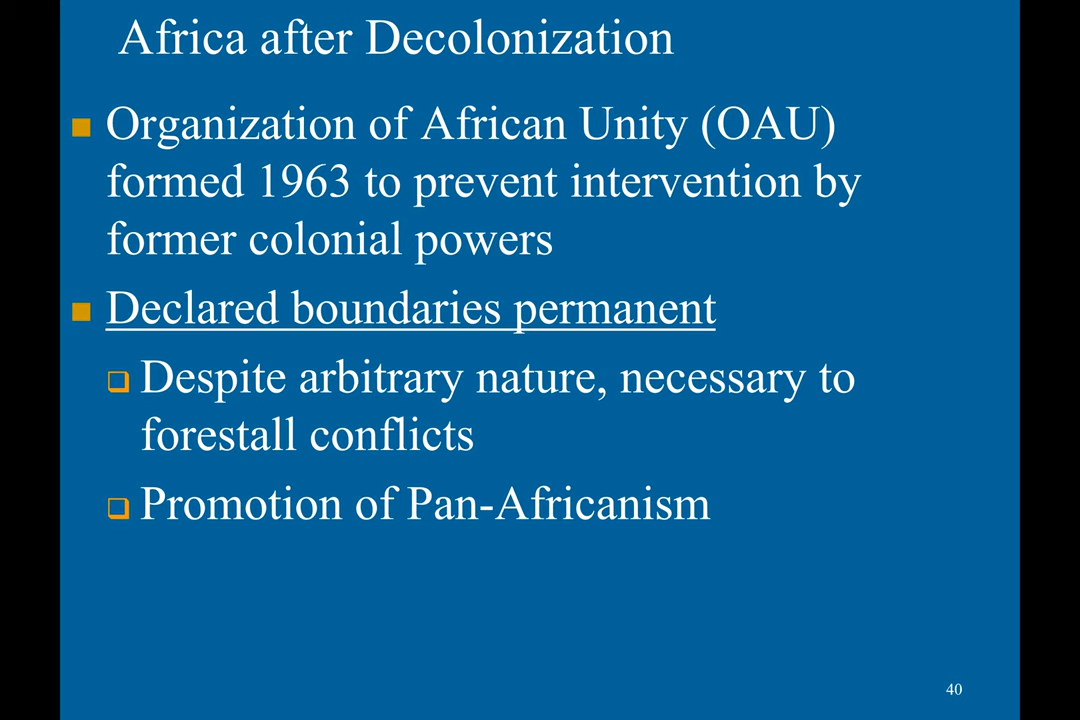 Africa after Decolonization
Organization of African Unity (OAU)
formed 1963 to prevent intervention by
former colonial powers
Declared boundaries permanent
Despite arbitrary nature, necessary to
forestall conflicts
Promotion of Pan-Africanism
40